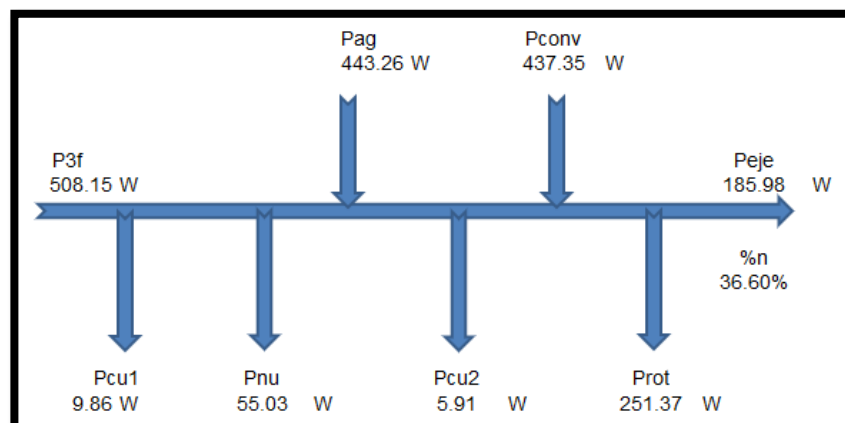 Pag
443.26 W
Pconv
437.35 W
P3f
508.15 W
Peje
185.98 W
%n
36.60%
Pcu1
9.86 W
Pnu
55.03 W
Pcu2
5.91 W
Prot
251.37 W